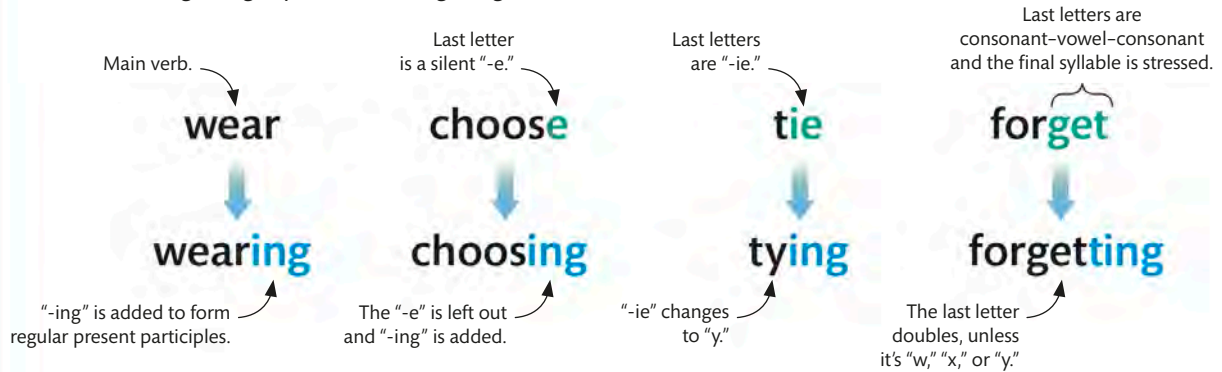 Main verb.
wear
wearing
"-ing" is added to form
regular present participles.
Last letter
is a silent "-e."
choose
choosing
The "-e" is left out
and "-ing" is added.
Last letters
are "-ie."
tie
tying
"-ie" changes
to "y."
Last letters are
consonant–vowel–consonant
and the final syllable is stressed.
forget
forgetting
The last letter
doubles, unless
it's "w," "x," or "y."